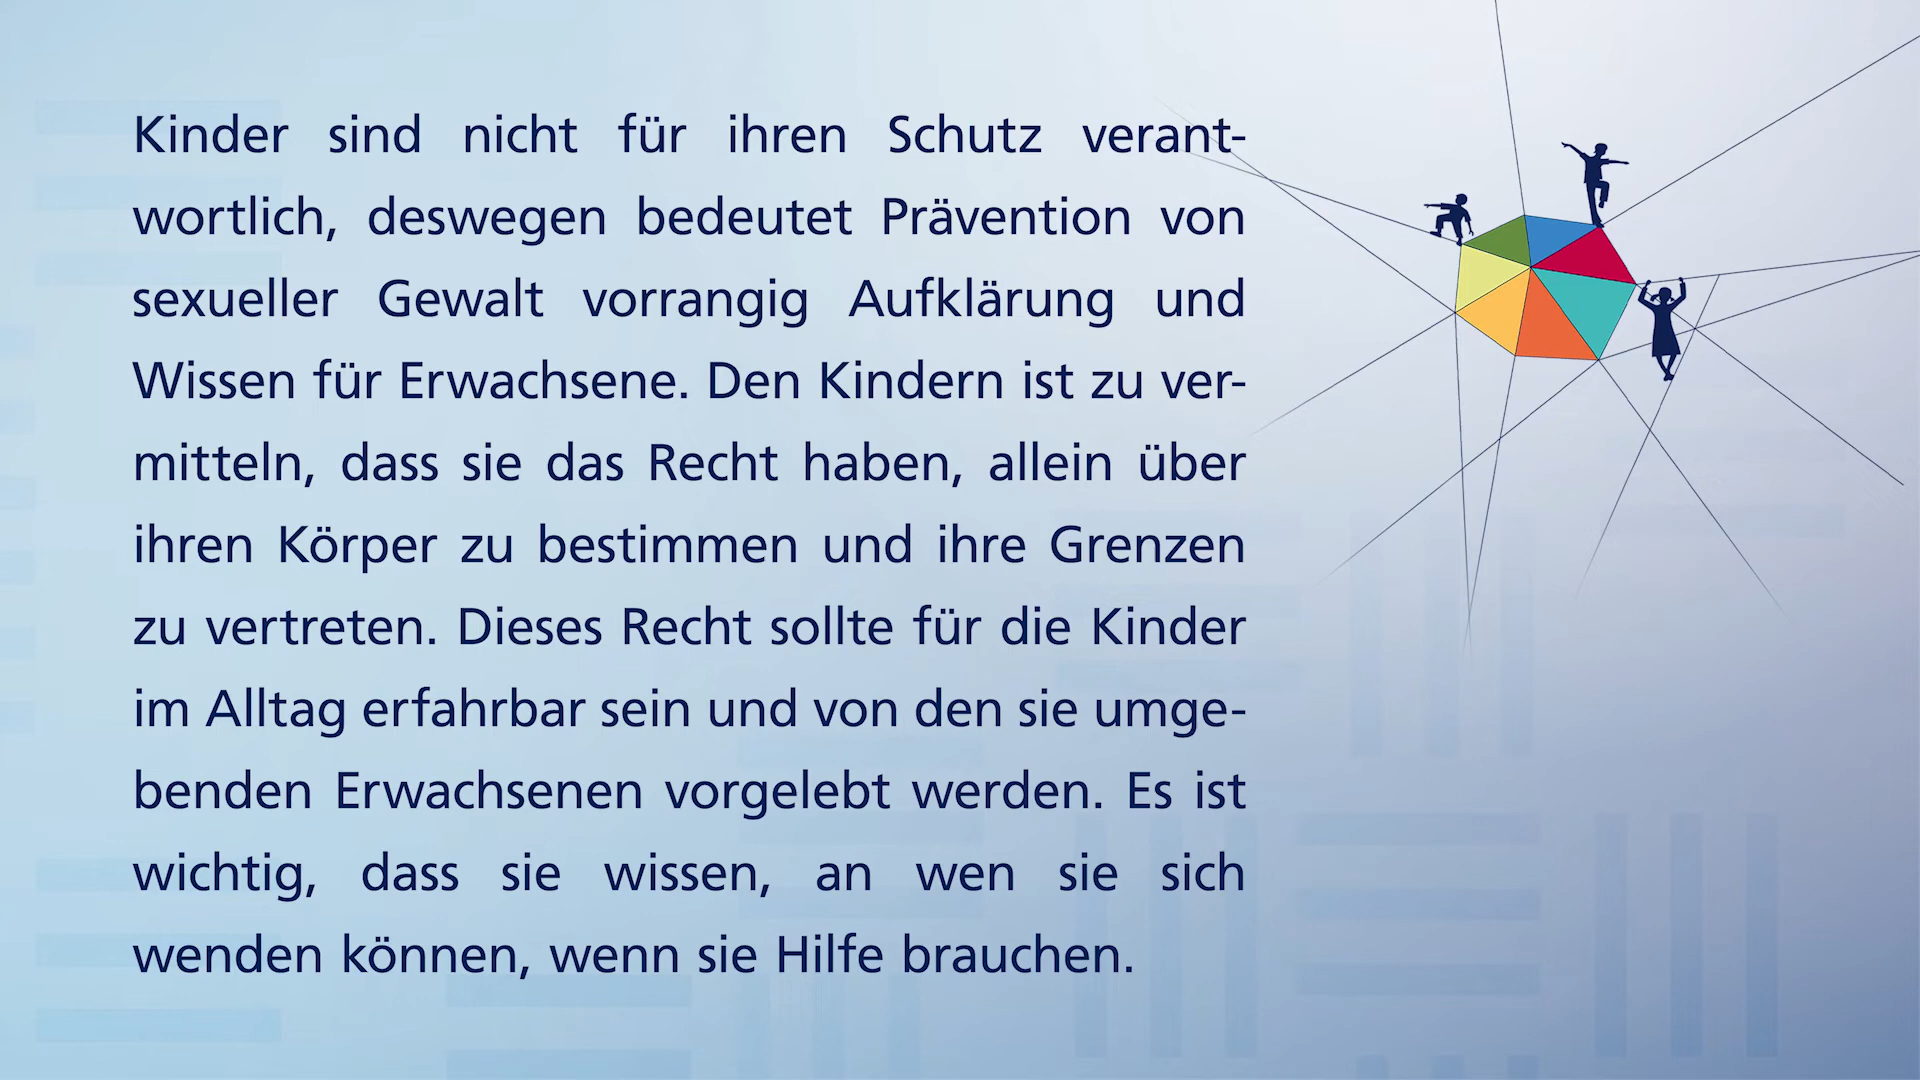 Kinder sind nicht für ihren Schutz verant-
wortlich, deswegen bedeutet Prävention von
sexueller Gewalt vorrangig Aufklärung und
Wissen für Erwachsene. Den Kindern ist zu ver-
mitteln, dass sie das Recht haben, allein über
ihren Körper zu bestimmen und ihre Grenzen
zu vertreten. Dieses Recht sollte für die Kinder
im Alltag erfahrbar sein und von den sie umge-
benden Erwachsenen vorgelebt werden. Es ist
wichtig, dass sie wissen, an wen sie sich
wenden können, wenn sie Hilfe brauchen.